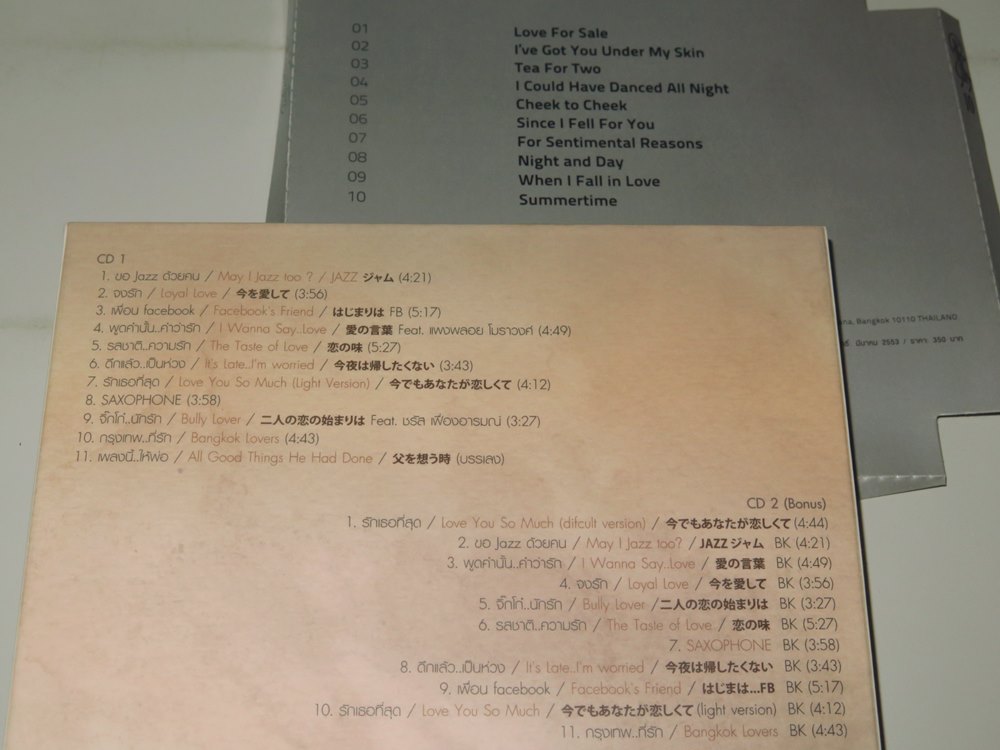 01 Love For Sale
02 I've Got You Under My Skin
03 Tea For Two
04 I Could Have Danced All Night
05 Cheek to Cheek
06 Since I Fell For You
07 For Sentimental Reasons
08 Night and Day
09 When I Fall in Love
10 Summertime
Bangkok 10110 THAILAND
มีนาคม 2553 / ราคา 350 บาท
CD 1
1. ขอ Jazz ด้วยคน / May I Jazz too ? / JAZZ ジャム (4:21)
2. จงรัก / Loyal Love / 今を愛して (3:56)
3. เพื่อน facebook / Facebook's Friend / はじまりは FB (5:17)
4. พูดคำนั้น..คำว่ารัก / I Wanna Say..Love / 愛の言葉 Feat. แพงพลอย โมราวงศ์ (4:49)
5. รสชาติ..ความรัก / The Taste of Love / 恋の味 (5:27)
6. ดึกแล้ว..เป็นห่วง / It's Late..I'm worried / 今夜は帰したくない (3:43)
7. รักเธอที่สุด / Love You So Much (Light Version) / 今でもあなたが恋しくて (4:12)
8. SAXOPHONE (3:58)
9. จิ๊กโก๋..นักรัก / Bully Lover / 二人の恋の始まりは Feat. ชรัส เฟื่องอารมณ์ (3:27)
10. กรุงเทพ..ที่รัก / Bangkok Lovers (4:43)
11. เพลงนี้..ให้พ่อ / All Good Things He Had Done / 父を想う時 (บรรเลง)
CD 2 (Bonus)
1. รักเธอที่สุด / Love You So Much (difcult version) / 今でもあなたが恋しくて (4:44)
2. ขอ Jazz ด้วยคน / May I Jazz too? / JAZZ ジャム BK (4:21)
3. พูดคำนั้น..คำว่ารัก / I Wanna Say..Love / 愛の言葉 BK (4:49)
4. จงรัก / Loyal Love / 今を愛して BK (3:56)
5. จิ๊กโก๋..นักรัก / Bully Lover /二人の恋の始まりは BK (3:27)
6. รสชาติ..ความรัก / The Taste of Love / 恋の味 BK (5:27)
7. SAXOPHONE BK (3:58)
8. ดึกแล้ว..เป็นห่วง / It's Late..I'm worried / 今夜は帰したくない BK (3:43)
9. เพื่อน facebook / Facebook's Friend / はじまは...FB BK (5:17)
10. รักเธอที่สุด / Love You So Much / 今でもあなたが恋しくて (light version) BK (4:12)
11. กรุงเทพ..ที่รัก / Bangkok Lovers BK (4:43)